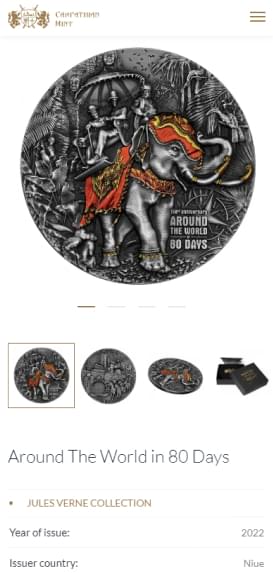 CARPATHIAN
MINT
150TH ANNIVERSARY
AROUND
THE WORLD
IN
80 DAYS
Around The World in 80 Days
JULES VERNE COLLECTION
Year of issue: 2022
Issuer country: Niue